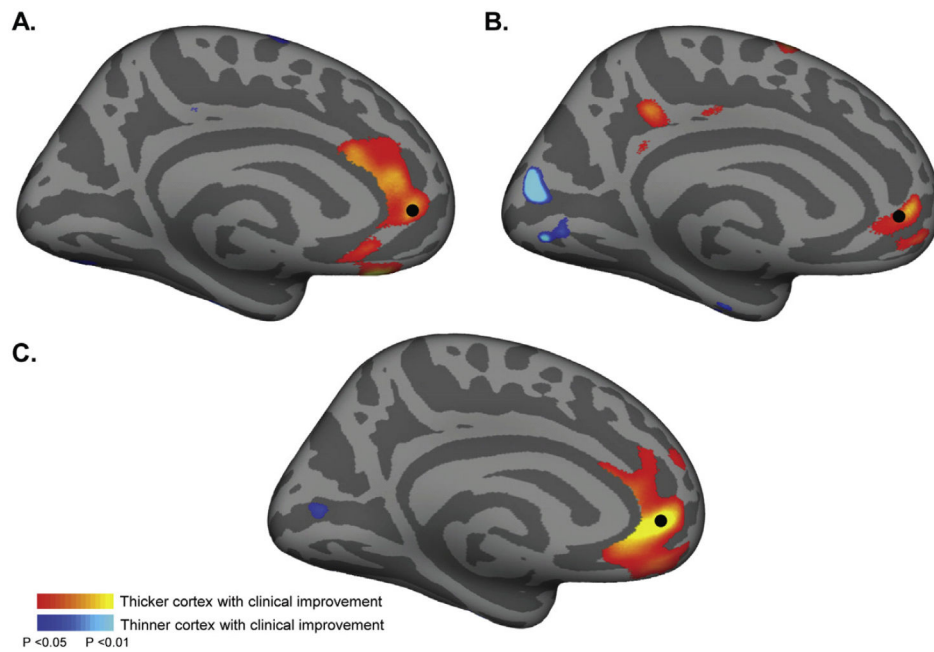 A.
B.
C.
Thicker cortex with clinical improvement
Thinner cortex with clinical improvement
P <0.05 P <0.01